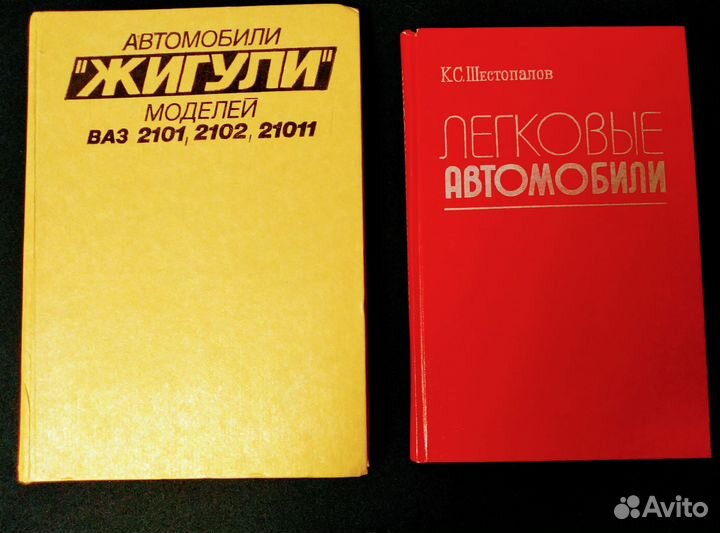 АВТОМОБИЛИ
"ЖИГУЛИ"
МОДЕЛЕЙ
ВАЗ 2101, 2102, 21011
К.С.Шестопалов
ЛЕГКОВЫЕ
АВТОМОБИЛИ
Avito